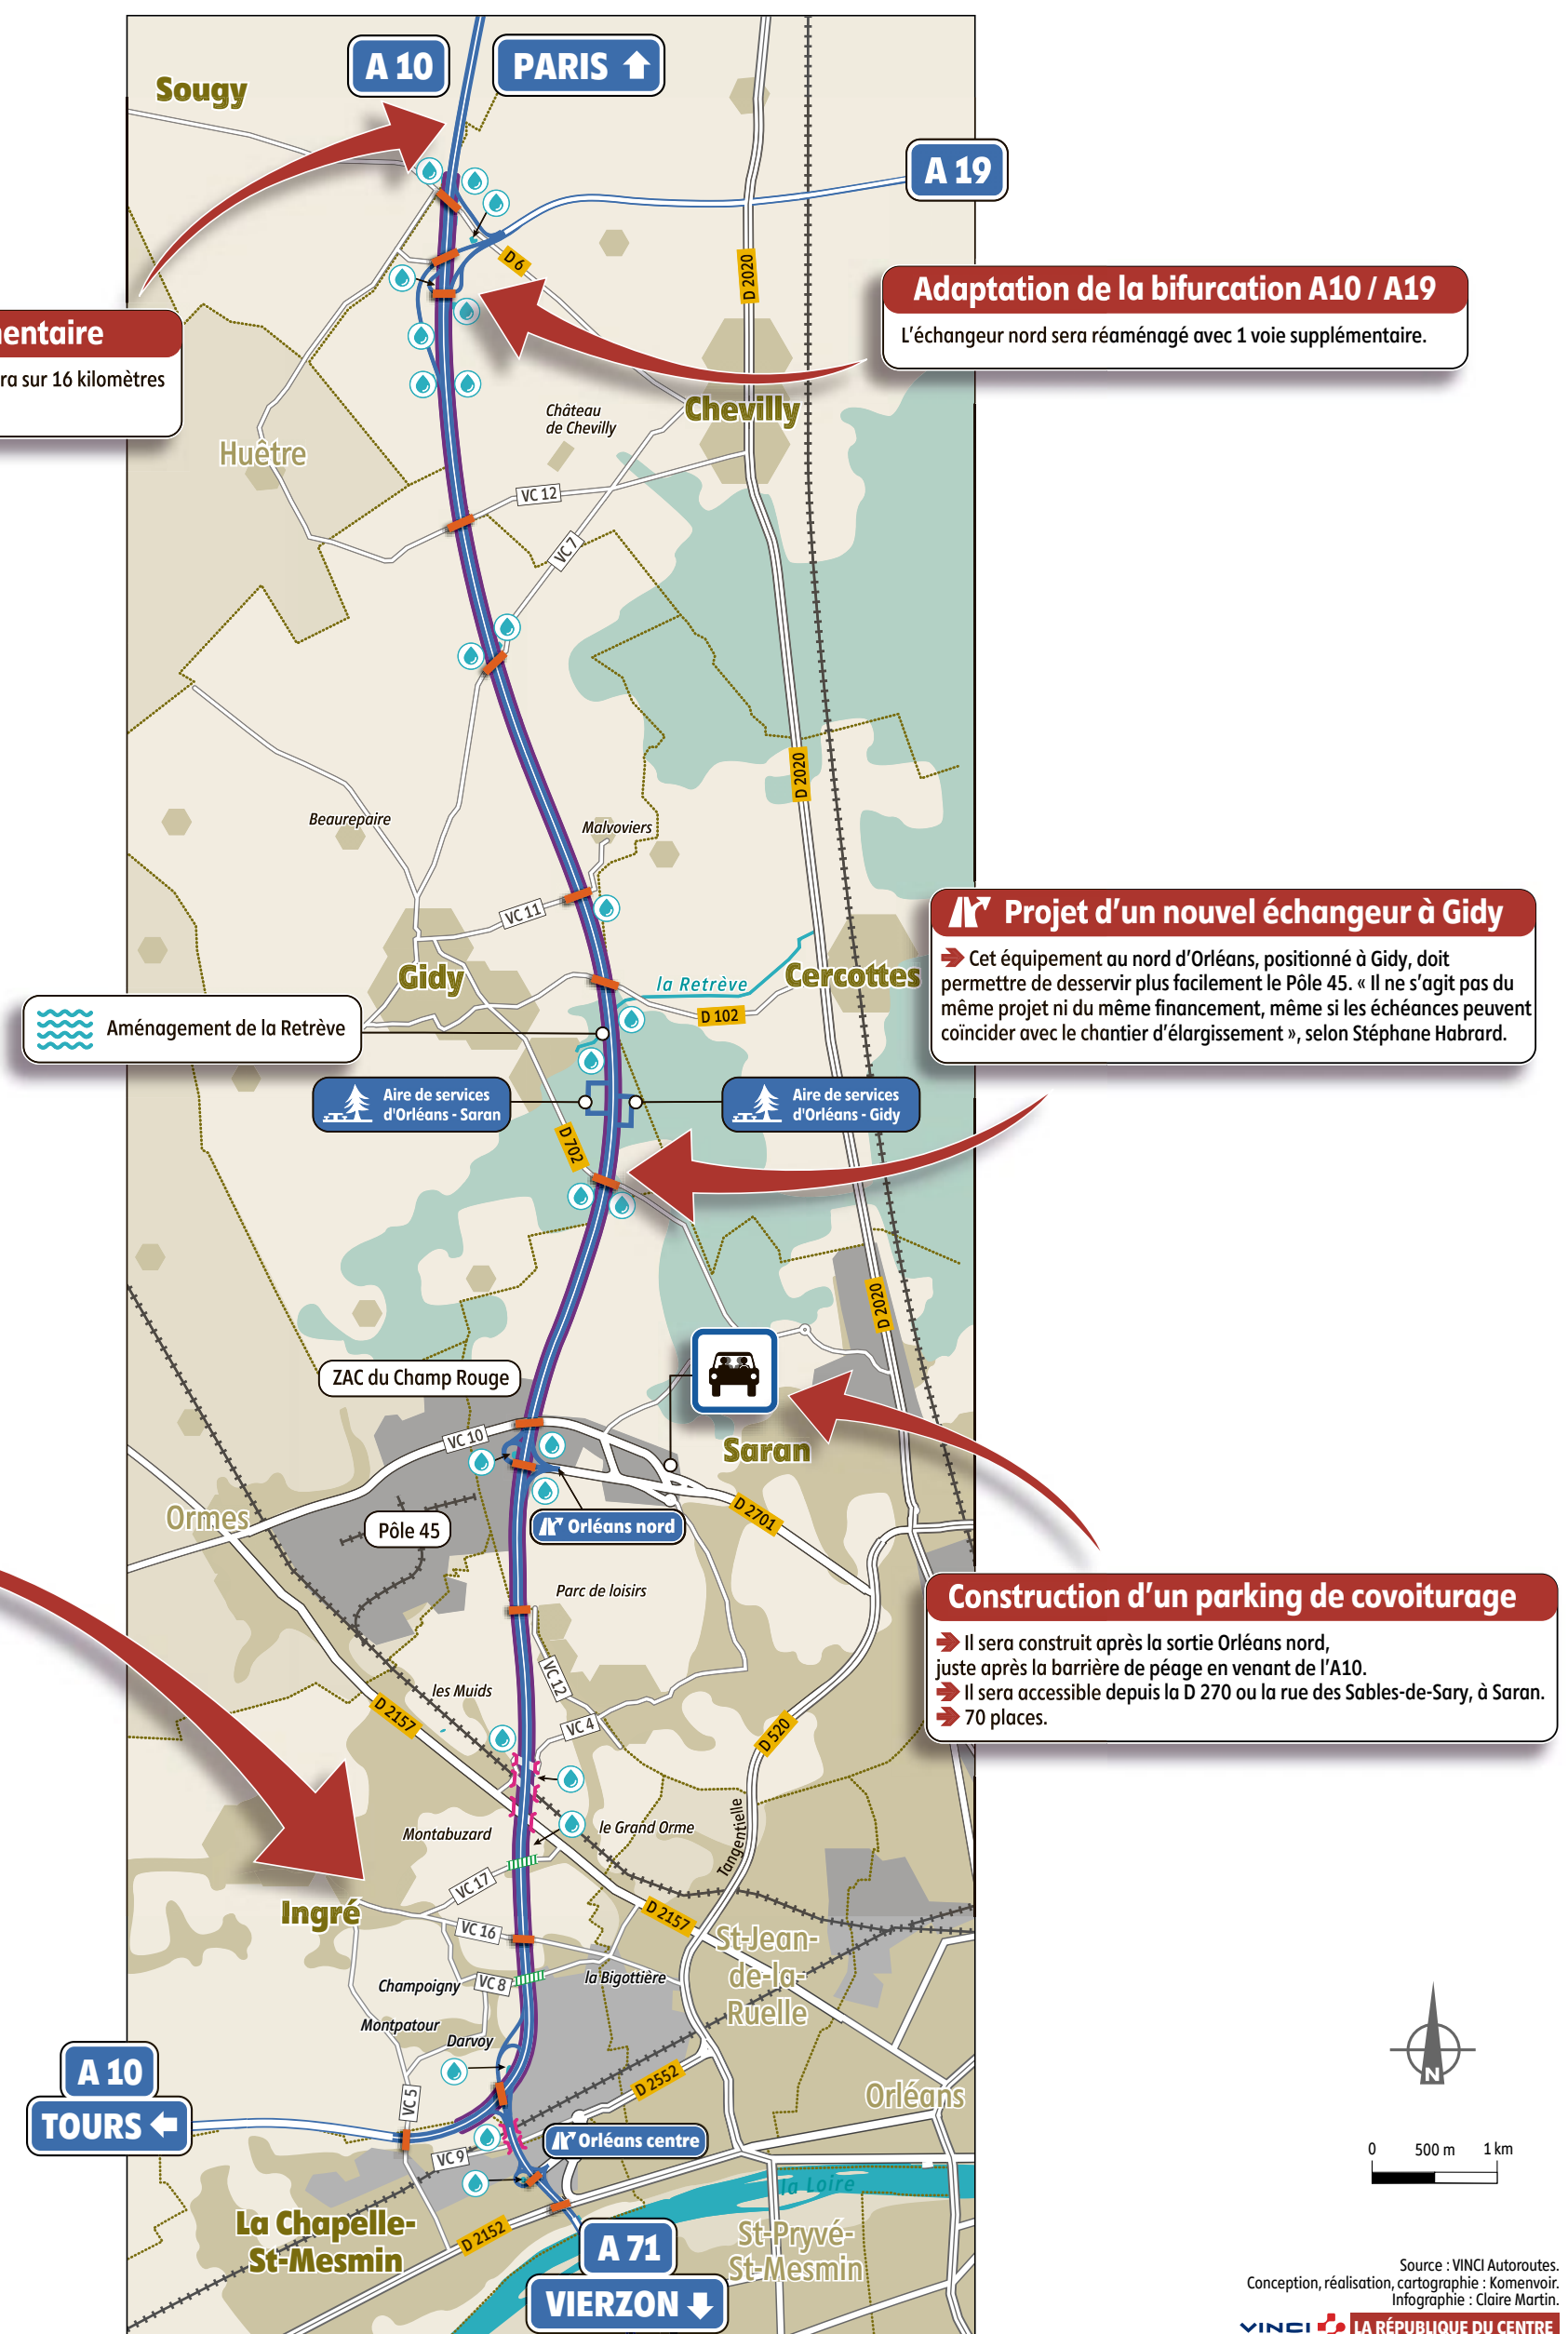 A 10
PARIS
Sougy
A 19
D 6
D 2020
Adaptation de la bifurcation A10 / A19
L'échangeur nord sera réaménagé avec 1 voie supplémentaire.
entaire
ra sur 16 kilomètres
Château
de Chevilly
Chevilly
Huêtre
VC 12
VC 7
D 2020
Beaurepaire
Malvoviers
VC 11
Projet d'un nouvel échangeur à Gidy
Cet équipement au nord d'Orléans, positionné à Gidy, doit
permettre de desservir plus facilement le Pôle 45. « Il ne s'agit pas du
même projet ni du même financement, même si les échéances peuvent
coïncider avec le chantier d'élargissement », selon Stéphane Habrard.
Gidy
la Retrève
Cercottes
D 102
Aménagement de la Retrève
Aire de services
d'Orléans - Saran
Aire de services
d'Orléans - Gidy
D 702
D 2020
ZAC du Champ Rouge
VC 10
Saran
Ormes
Pôle 45
Orléans nord
D 2701
Parc de loisirs
Construction d'un parking de covoiturage
Il sera construit après la sortie Orléans nord,
juste après la barrière de péage en venant de l'A10.
Il sera accessible depuis la D 270 ou la rue des Sables-de-Sary, à Saran.
70 places.
VC 12
les Muids
D 2157
VC 4
D 520
Tangentielle
Montabuzard
le Grand Orme
VC 17
Ingré
D 2157
VC 16
St-Jean-
de-la-
Ruelle
Champoigny
VC 8
la Bigottière
Montpatour
Darvoy
A 10
TOURS
VC 5
D 2552
Orléans
N
Orléans centre
VC 9
0 500 m 1 km
la Loire
La Chapelle-
St-Mesmin
D 2152
A 71
VIERZON
St-Pryvé-
St-Mesmin
Source : VINCI Autoroutes.
Conception, réalisation, cartographie : Komenvoir.
Infographie : Claire Martin.
VINCI
LA RÉPUBLIQUE DU CENTRE